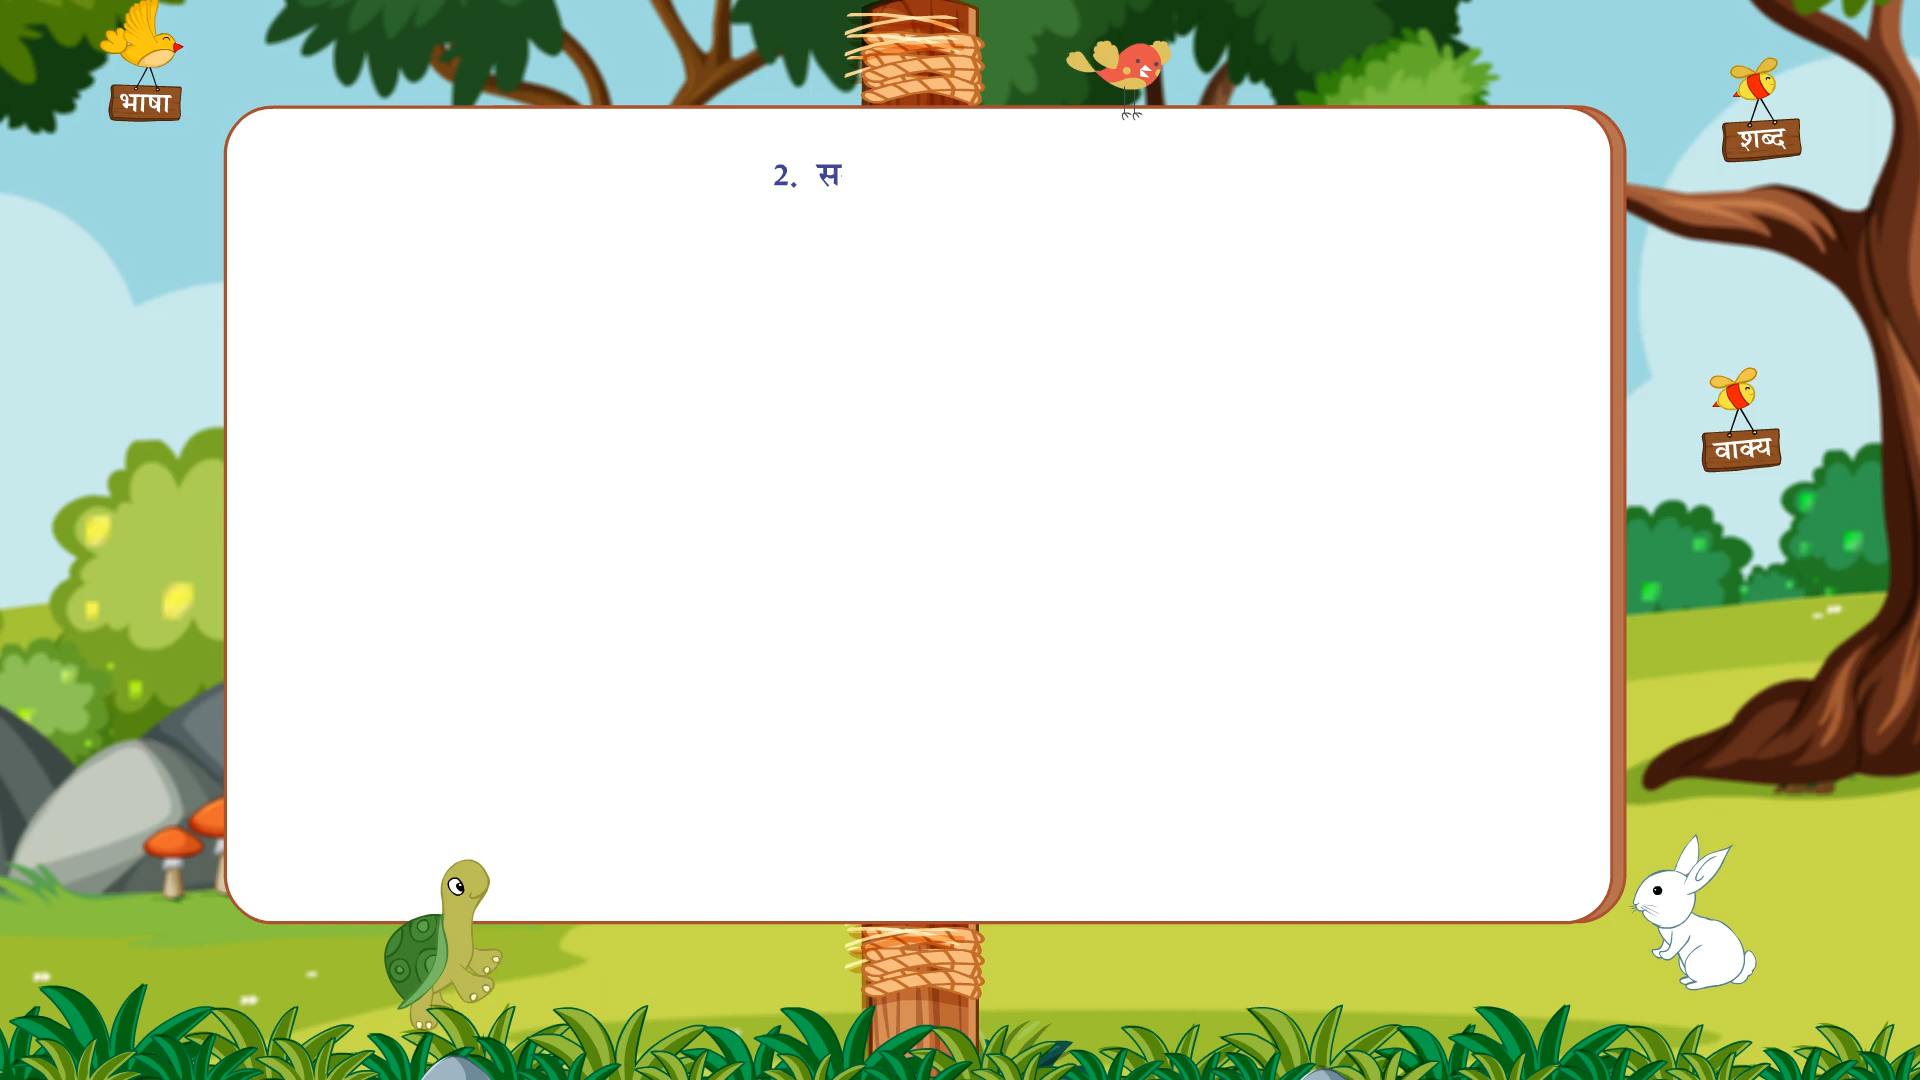 भाषा
शब्द
2. स
वाक्य